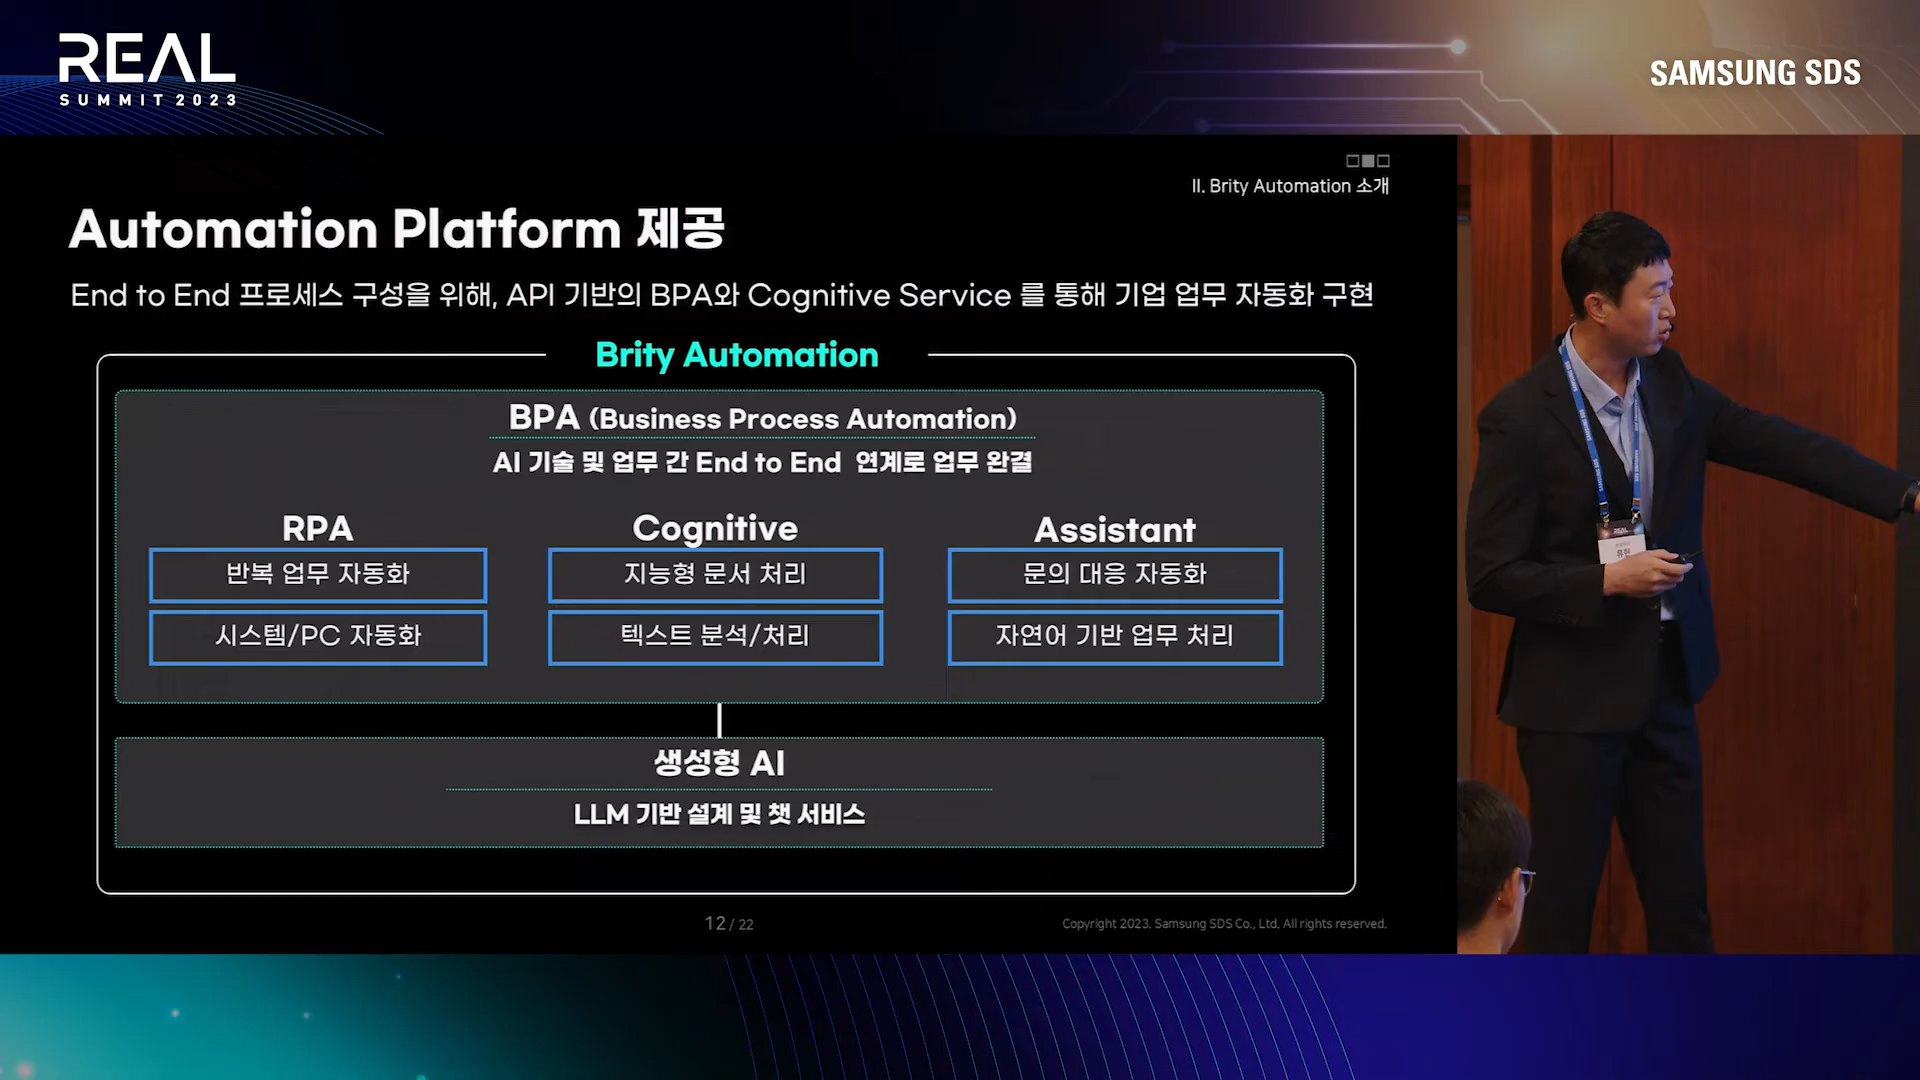 REAL
SUMMIT 2023
SAMSUNG SDS
II. Brity Automation 소개
Automation Platform 제공
End to End 프로세스 구성을 위해, API 기반의 BPA와 Cognitive Service 를 통해 기업 업무 자동화 구현
Brity Automation
BPA (Business Process Automation)
AI 기술 및 업무 간 End to End 연계로 업무 완결
RPA
반복 업무 자동화
시스템/PC 자동화
Cognitive
지능형 문서 처리
텍스트 분석/처리
Assistant
문의 대응 자동화
자연어 기반 업무 처리
생성형 AI
LLM 기반 설계 및 챗 서비스
12 / 22
Copyright 2023. Samsung SDS Co., Ltd. All rights reserved.